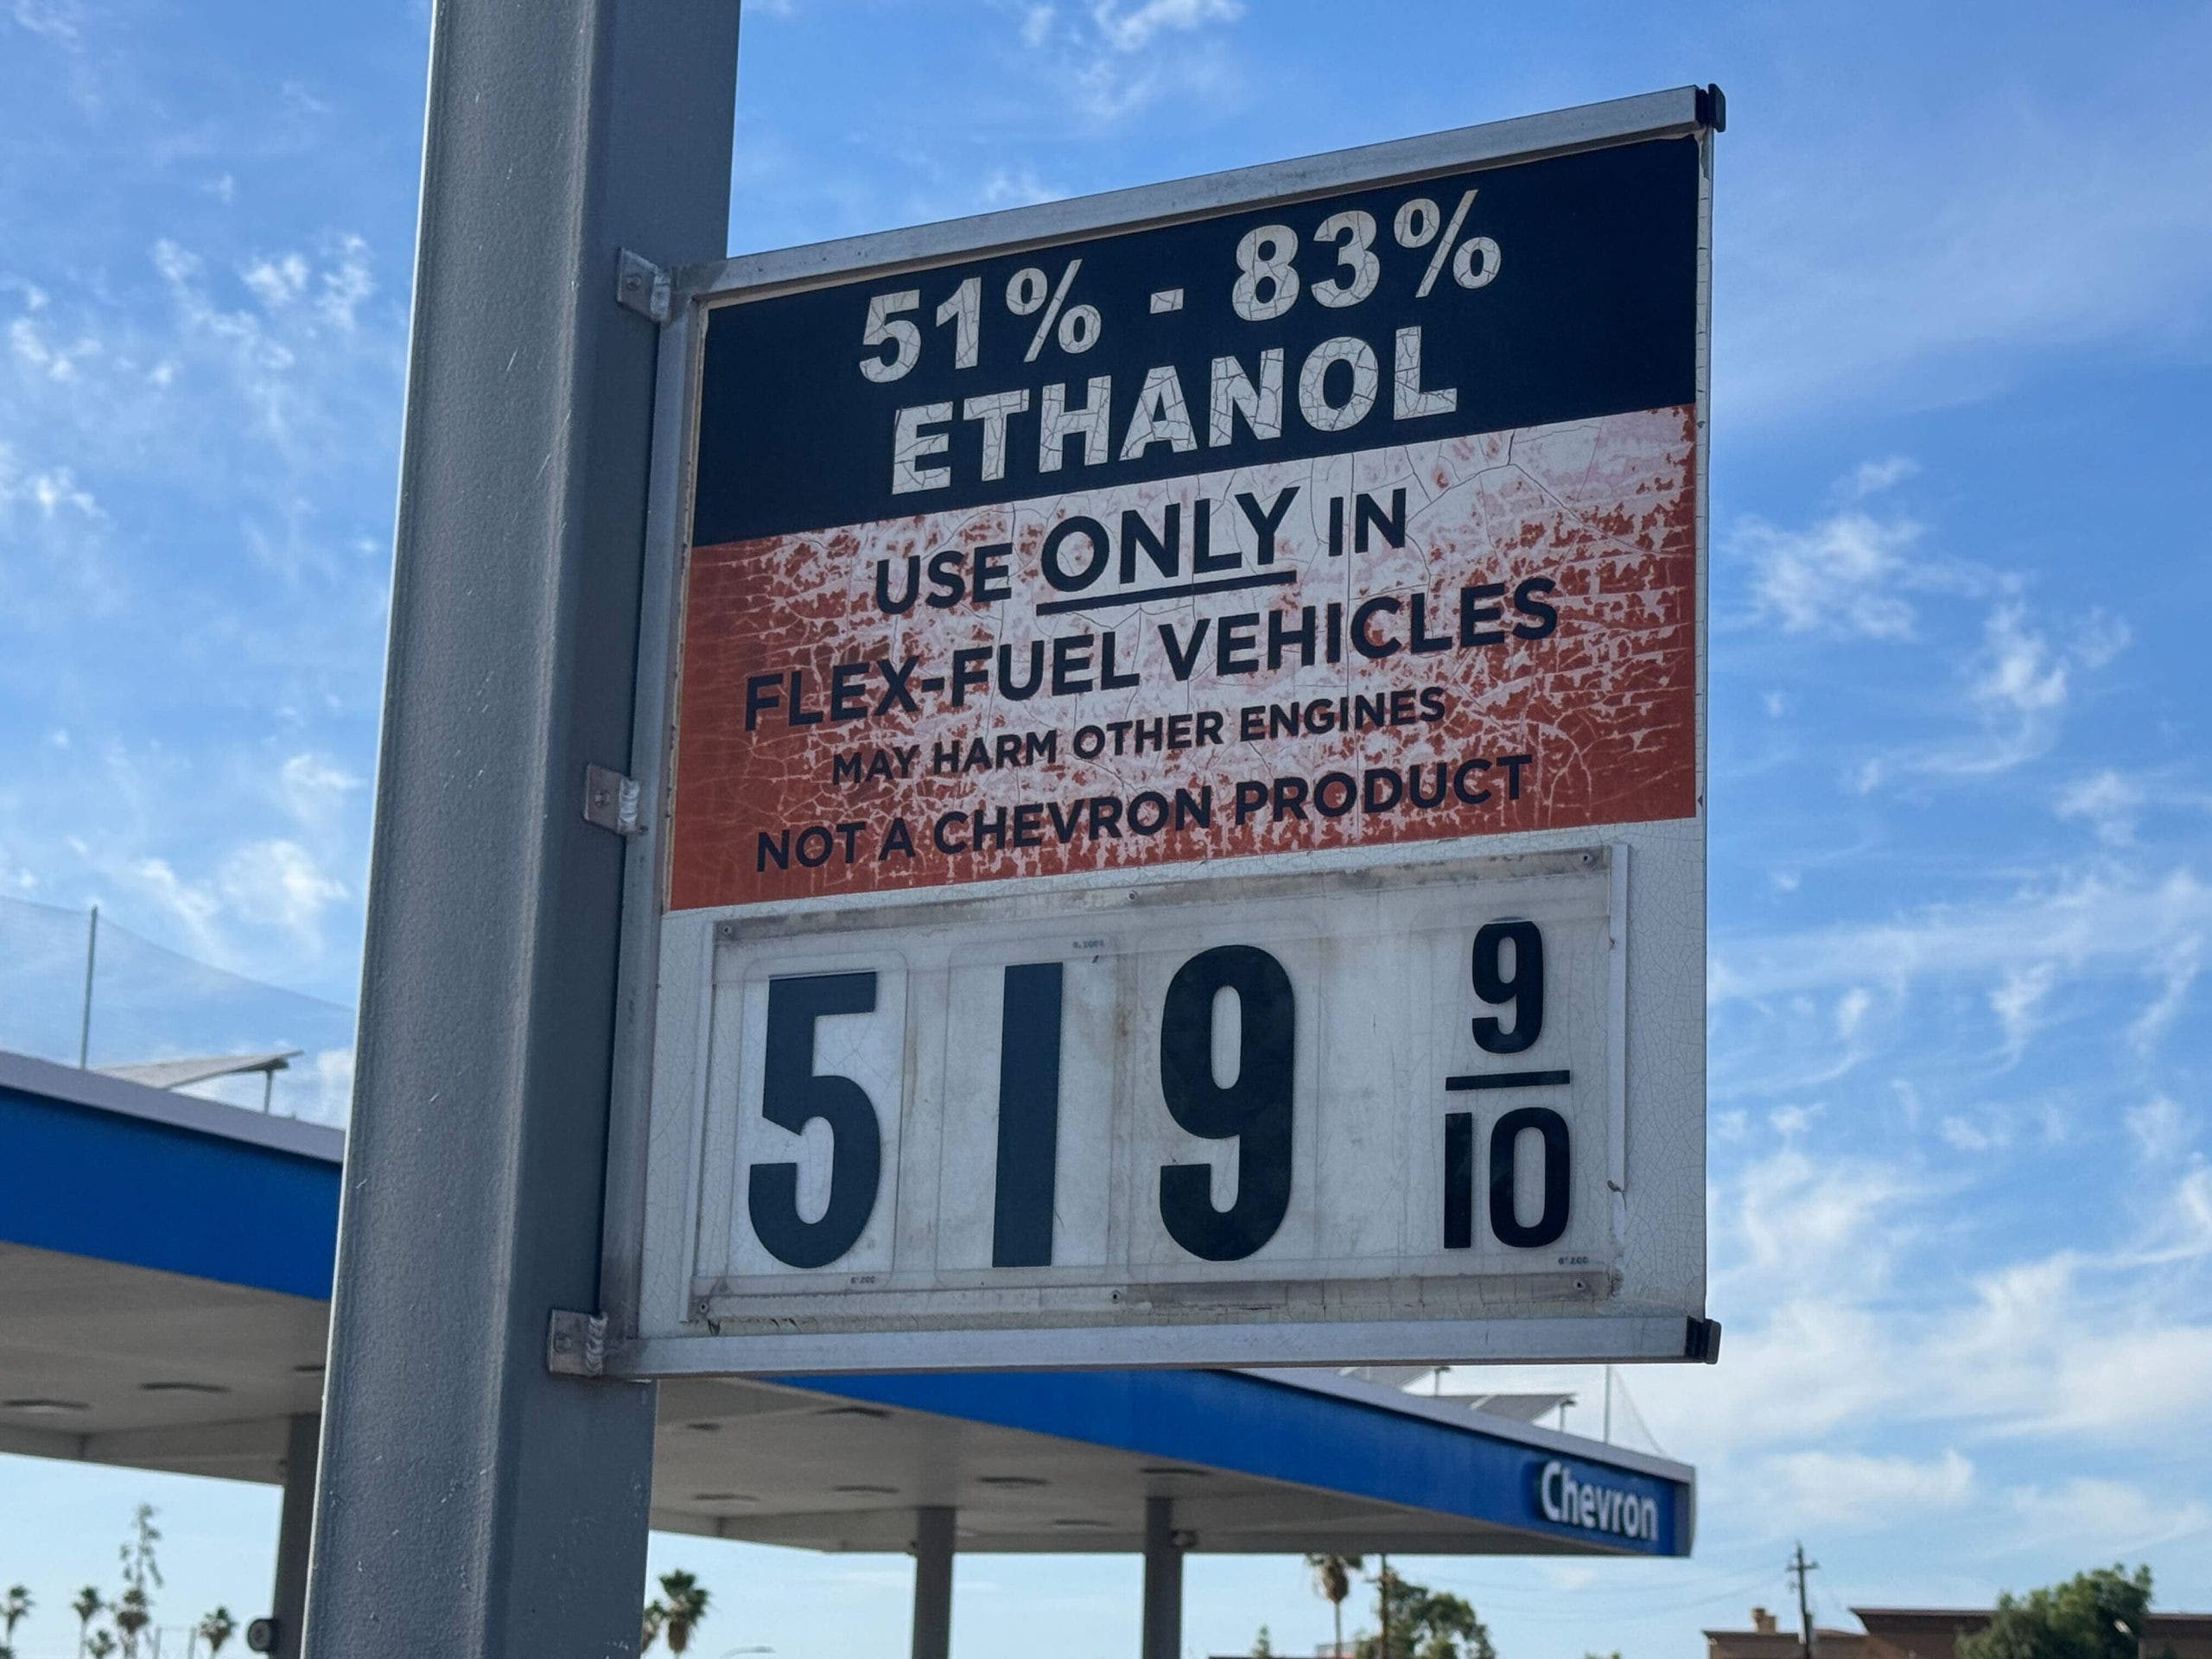 51% - 83%
ETHANOL
USE ONLY IN
FLEX-FUEL VEHICLES
MAY HARM OTHER ENGINES
NOT A CHEVRON PRODUCT
519 9/10
Chevron